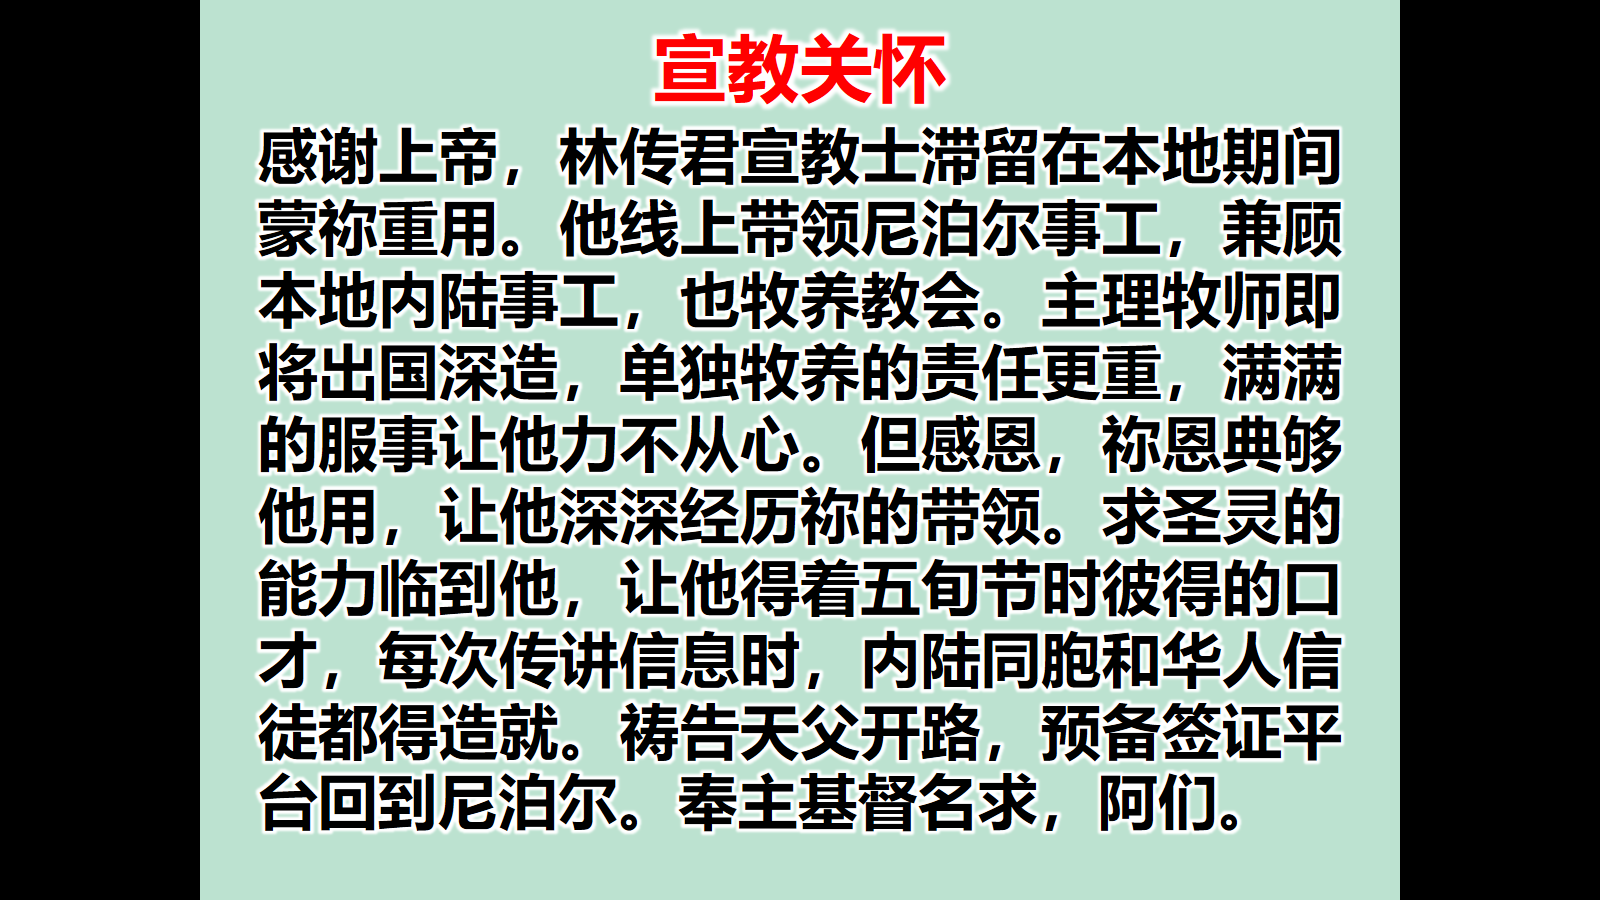 宣教关怀
感谢上帝，林传君宣教士滞留在本地期间
蒙祢重用。他线上带领尼泊尔事工，兼顾
本地内陆事工，也牧养教会。主理牧师即
将出国深造，单独牧养的责任更重，满满
的服事让他力不从心。但感恩，祢恩典够
他用，让他深深经历祢的带领。求圣灵的
能力临到他，让他得着五旬节时彼得的口
才，每次传讲信息时，内陆同胞和华人信
徒都得造就。祷告天父开路，预备签证平
台回到尼泊尔。奉主基督名求，阿们。